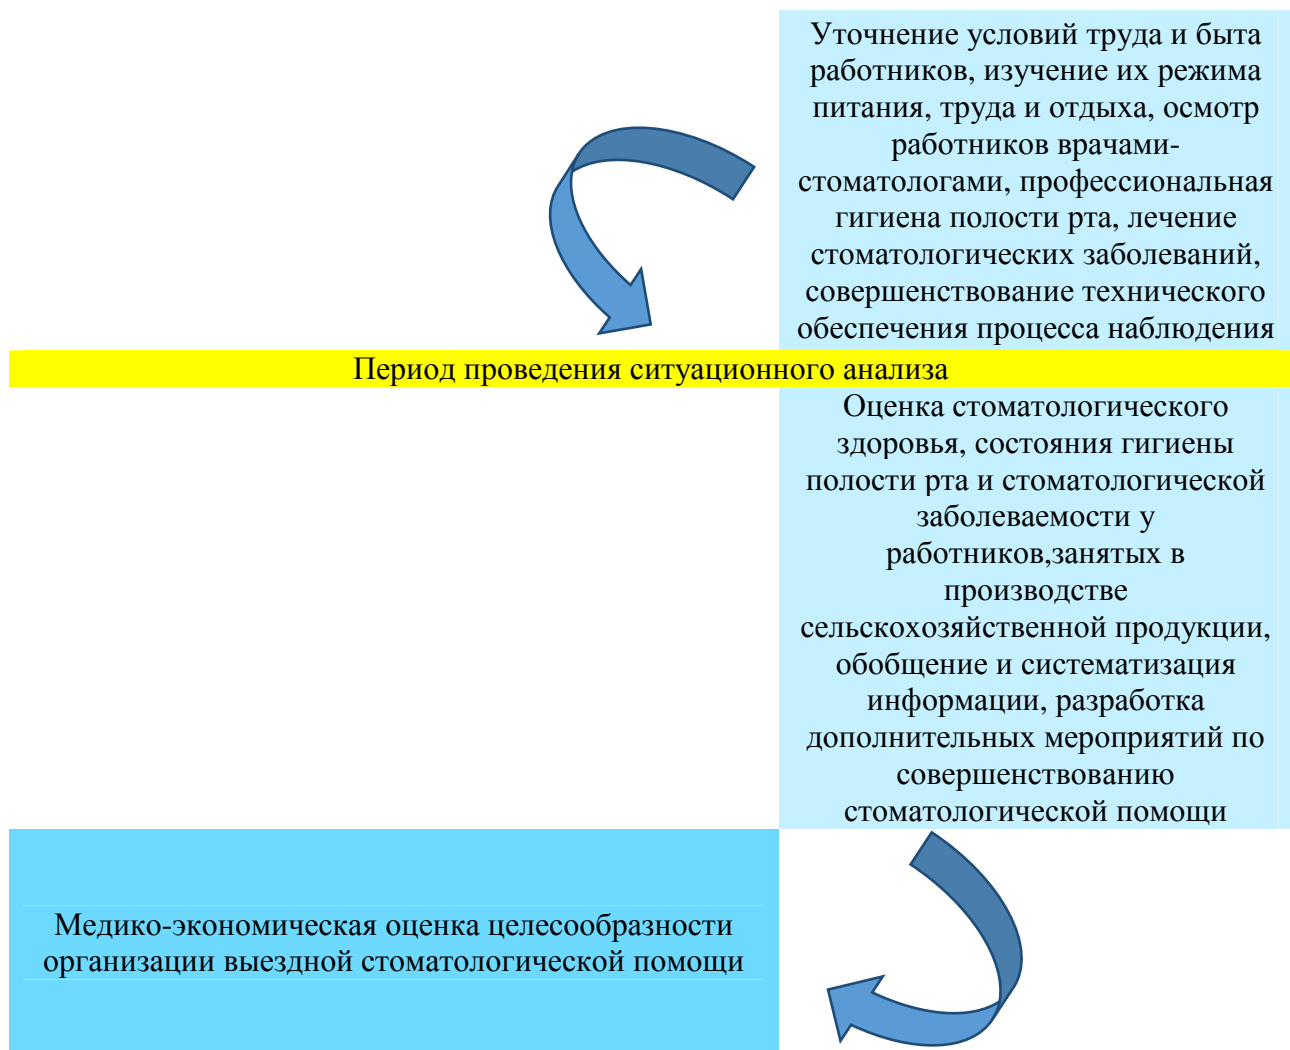 Уточнение условий труда и быта
работников, изучение их режима
питания, труда и отдыха, осмотр
работников врачами-
стоматологами, профессиональная
гигиена полости рта, лечение
стоматологических заболеваний,
совершенствование технического
обеспечения процесса наблюдения
Период проведения ситуационного анализа
Оценка стоматологического
здоровья, состояния гигиены
полости рта и стоматологической
заболеваемости у
работников,занятых в
производстве
сельскохозяйственной продукции,
обобщение и систематизация
информации, разработка
дополнительных мероприятий по
совершенствованию
стоматологической помощи
Медико-экономическая оценка целесообразности
организации выездной стоматологической помощи